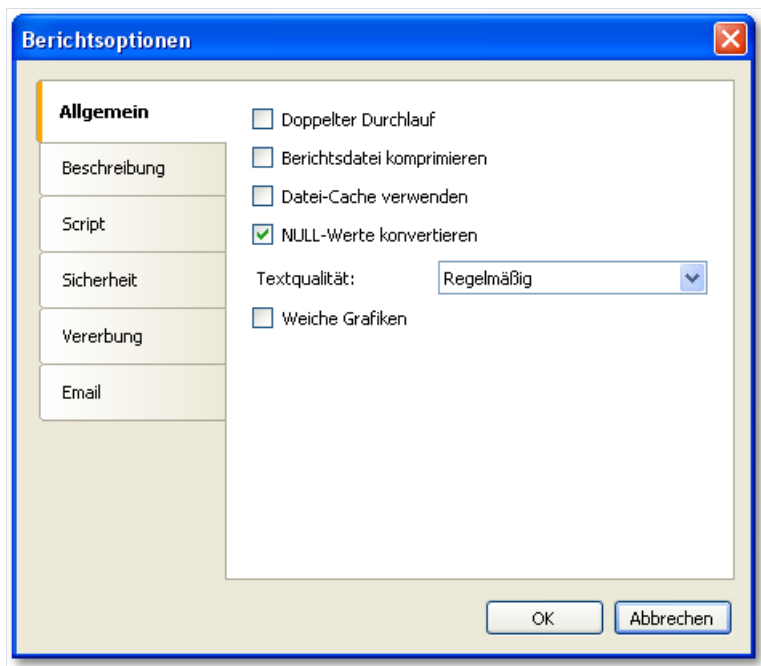 Berichtsoptionen
Allgemein
Beschreibung
Script
Sicherheit
Vererbung
Email
Doppelter Durchlauf
Berichtsdatei komprimieren
Datei-Cache verwenden
NULL-Werte konvertieren
Textqualität: Regelmäßig
Weiche Grafiken
OK Abbrechen